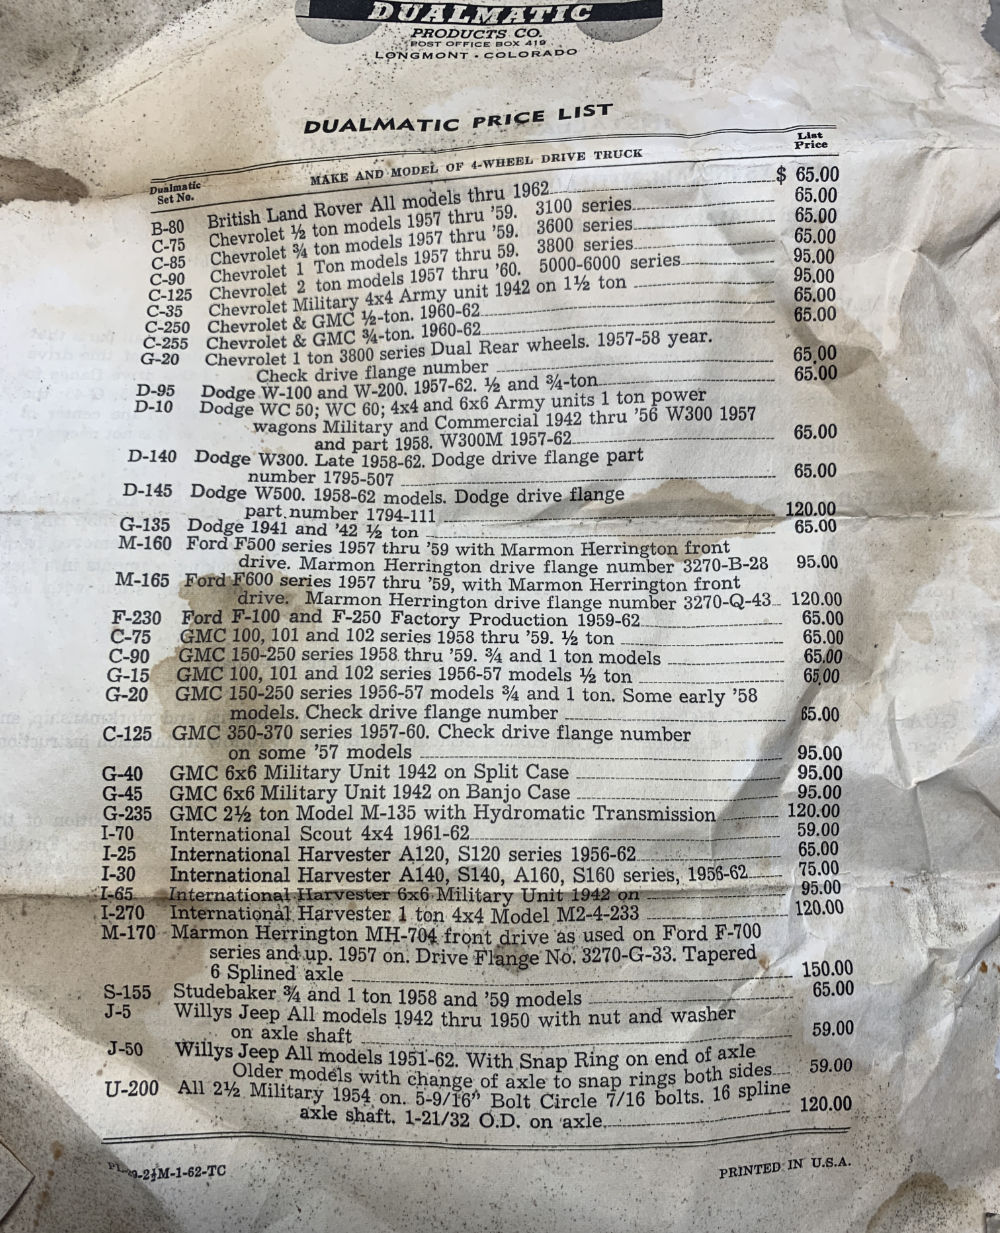 DUALMATIC
PRODUCTS CO.
POST OFFICE BOX 419
LONGMONT - COLORADO
DUALMATIC PRICE LIST
Dualmatic Set No. MAKE AND MODEL OF 4-WHEEL DRIVE TRUCK List Price
B-80 British Land Rover All models thru 1962 $ 65.00
C-75 Chevrolet ½ ton models 1957 thru '59. 3100 series 65.00
C-85 Chevrolet ¾ ton models 1957 thru '59. 3600 series 65.00
C-90 Chevrolet 1 Ton models 1957 thru 59. 3800 series 65.00
C-125 Chevrolet 2 ton models 1957 thru '60. 5000-6000 series 95.00
C-35 Chevrolet Military 4x4 Army unit 1942 on 1½ ton 95.00
C-250 Chevrolet & GMC ½-ton. 1960-62 65.00
C-255 Chevrolet & GMC ¾-ton. 1960-62 65.00
G-20 Chevrolet 1 ton 3800 series Dual Rear wheels. 1957-58 year.
Check drive flange number 65.00
D-95 Dodge W-100 and W-200. 1957-62. ½ and ¾-ton 65.00
D-10 Dodge WC 50; WC 60; 4x4 and 6x6 Army units 1 ton power
wagons Military and Commercial 1942 thru '56 W300 1957
and part 1958. W300M 1957-62 65.00
D-140 Dodge W300. Late 1958-62. Dodge drive flange part
number 1795-507 65.00
D-145 Dodge W500. 1958-62 models. Dodge drive flange
part number 1794-111 120.00
G-135 Dodge 1941 and '42 ½ ton 65.00
M-160 Ford F500 series 1957 thru '59 with Marmon Herrington front
drive. Marmon Herrington drive flange number 3270-B-28 95.00
M-165 Ford F600 series 1957 thru '59, with Marmon Herrington front
drive. Marmon Herrington drive flange number 3270-Q-43 120.00
F-230 Ford F-100 and F-250 Factory Production 1959-62 65.00
C-75 GMC 100, 101 and 102 series 1958 thru '59. ½ ton 65.00
C-90 GMC 150-250 series 1958 thru '59. ¾ and 1 ton models 65.00
G-15 GMC 100, 101 and 102 series 1956-57 models ½ ton 65.00
G-20 GMC 150-250 series 1956-57 models ¾ and 1 ton. Some early '58
models. Check drive flange number 65.00
C-125 GMC 350-370 series 1957-60. Check drive flange number
on some '57 models 95.00
G-40 GMC 6x6 Military Unit 1942 on Split Case 95.00
G-45 GMC 6x6 Military Unit 1942 on Banjo Case 95.00
G-235 GMC 2½ ton Model M-135 with Hydromatic Transmission 120.00
I-70 International Scout 4x4 1961-62 59.00
I-25 International Harvester A120, S120 series 1956-62 65.00
I-30 International Harvester A140, S140, A160, S160 series, 1956-62 75.00
I-65 International Harvester 6x6 Military Unit 1942 on 95.00
I-270 International Harvester 1 ton 4x4 Model M2-4-233 120.00
M-170 Marmon Herrington MH-704 front drive as used on Ford F-700
series and up. 1957 on. Drive Flange No. 3270-G-33. Tapered
6 Splined axle 150.00
S-155 Studebaker ¾ and 1 ton 1958 and '59 models 65.00
J-5 Willys Jeep All models 1942 thru 1950 with nut and washer
on axle shaft 59.00
J-50 Willys Jeep All models 1951-62. With Snap Ring on end of axle
Older models with change of axle to snap rings both sides 59.00
U-200 All 2½ Military 1954 on. 5-9/16" Bolt Circle 7/16 bolts. 16 spline
axle shaft. 1-21/32 O.D. on axle 120.00
-2½M-1-62-TC PRINTED IN U.S.A.